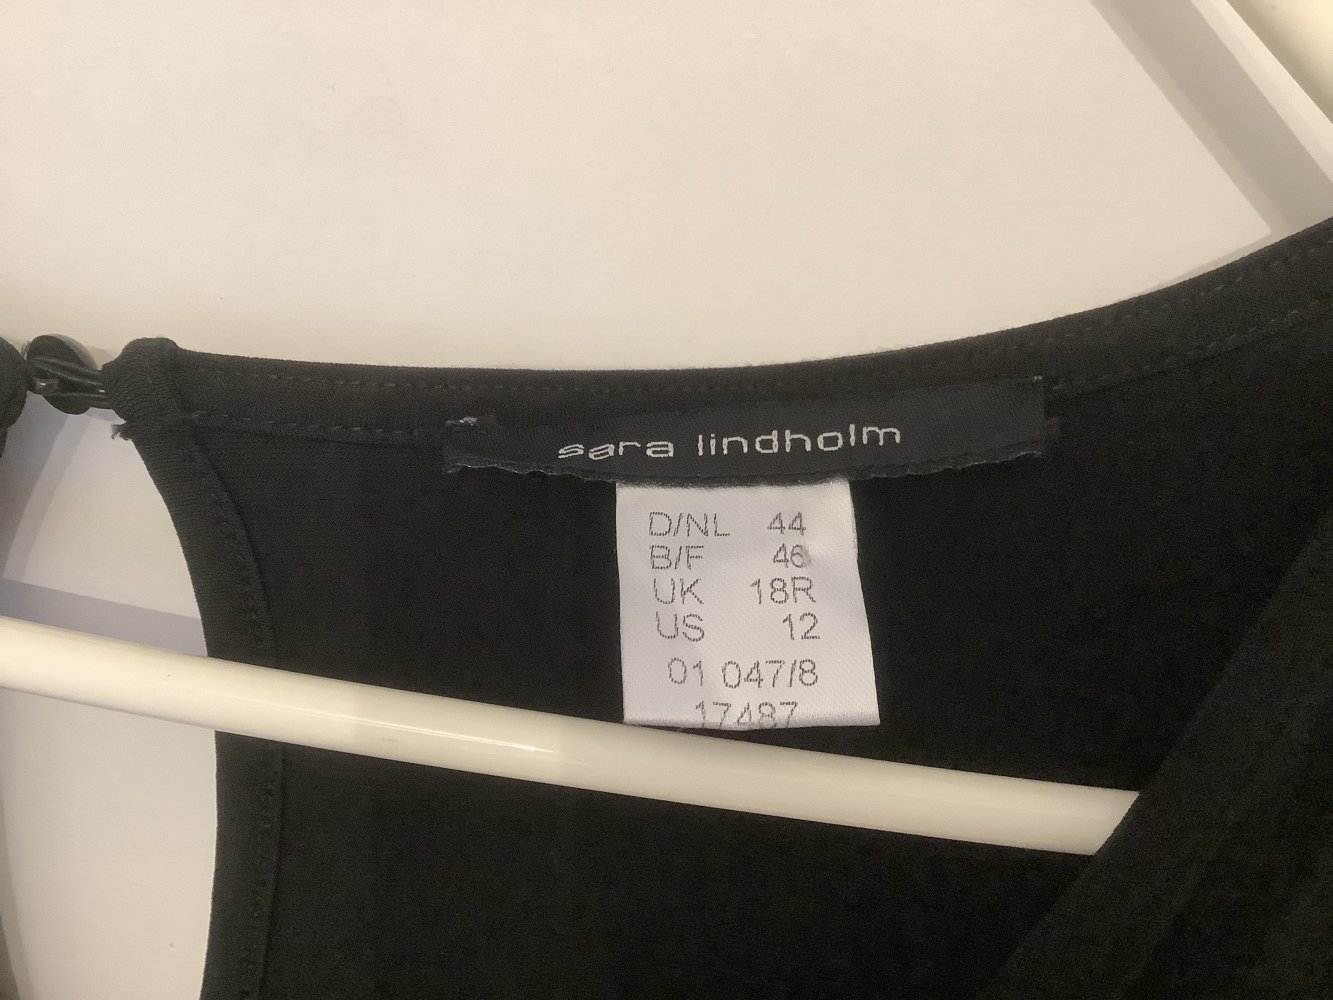 sara lindholm
D/NL 44
B/F 46
UK 18R
US 12
01 047/8
17487